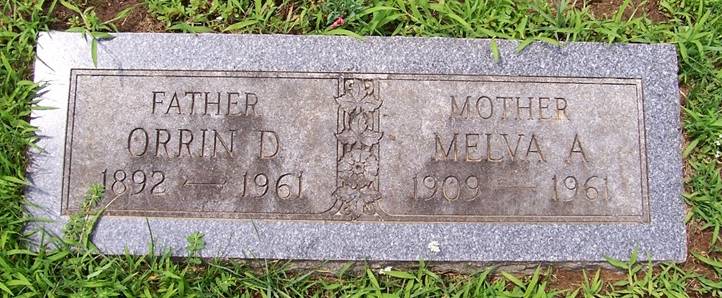 FATHER
ORRIN D
1892 — 1961
MOTHER
MELVA A
1909 — 1961